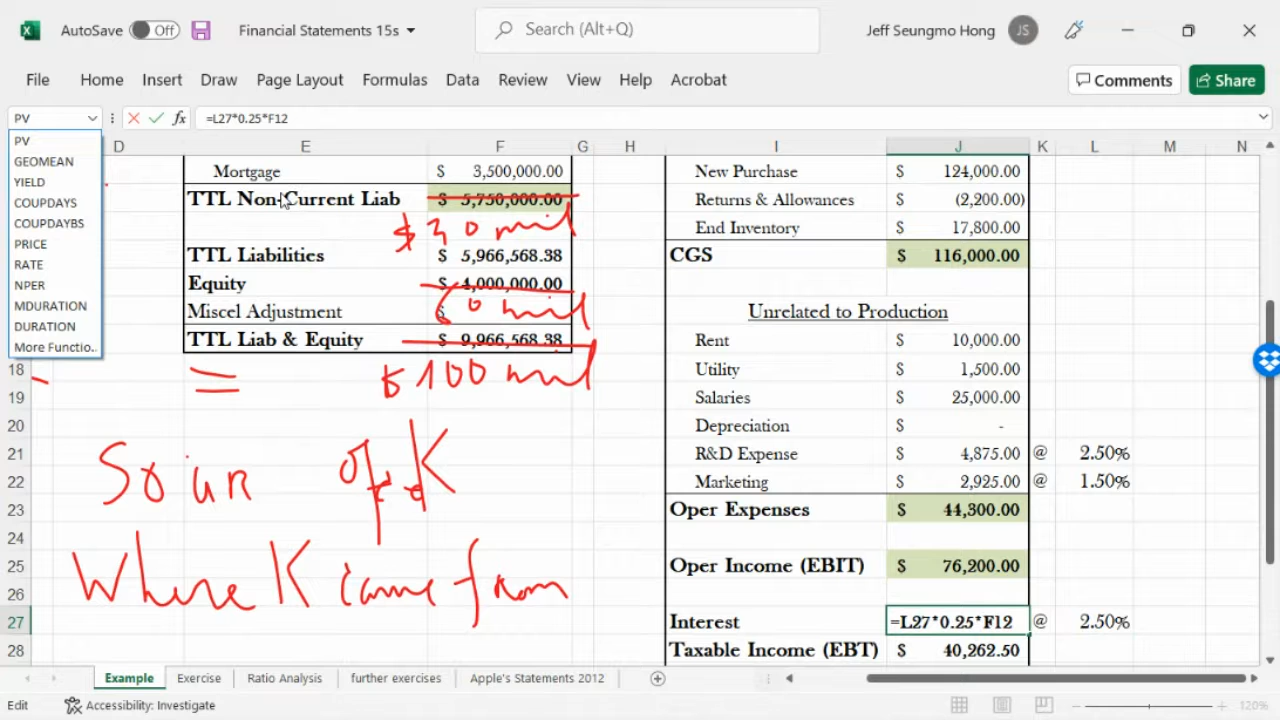 AutoSave Off Financial Statements 15s Search (Alt+Q) Jeff Seungmo Hong JS
File Home Insert Draw Page Layout Formulas Data Review View Help Acrobat Comments Share
PV fx =L27*0.25*F12
D E F G H I J K L M N
PV
GEOMEAN
YIELD
COUPDAYS
COUPDAYBS
PRICE
RATE
NPER
MDURATION
DURATION
More Functio..
Mortgage $ 3,500,000.00
TTL Non-Current Liab $ 5,750,000.00
$ 30 mil
TTL Liabilities $ 5,966,568.38
Equity $ 4,000,000.00
Miscel Adjustment $
60 mil
TTL Liab & Equity $ 9,966,568.38
= $100 mil
Sour of K
Where K came from
New Purchase $ 124,000.00
Returns & Allowances $ (2,200.00)
End Inventory $ 17,800.00
CGS $ 116,000.00
Unrelated to Production
Rent $ 10,000.00
Utility $ 1,500.00
Salaries $ 25,000.00
Depreciation $ -
R&D Expense $ 4,875.00 @ 2.50%
Marketing $ 2,925.00 @ 1.50%
Oper Expenses $ 44,300.00
Oper Income (EBIT) $ 76,200.00
Interest =L27*0.25*F12 @ 2.50%
Taxable Income (EBT) $ 40,262.50
18
19
20
21
22
23
24
25
26
27
28
Example Exercise Ratio Analysis further exercises Apple's Statements 2012
Edit Accessibility: Investigate 120%